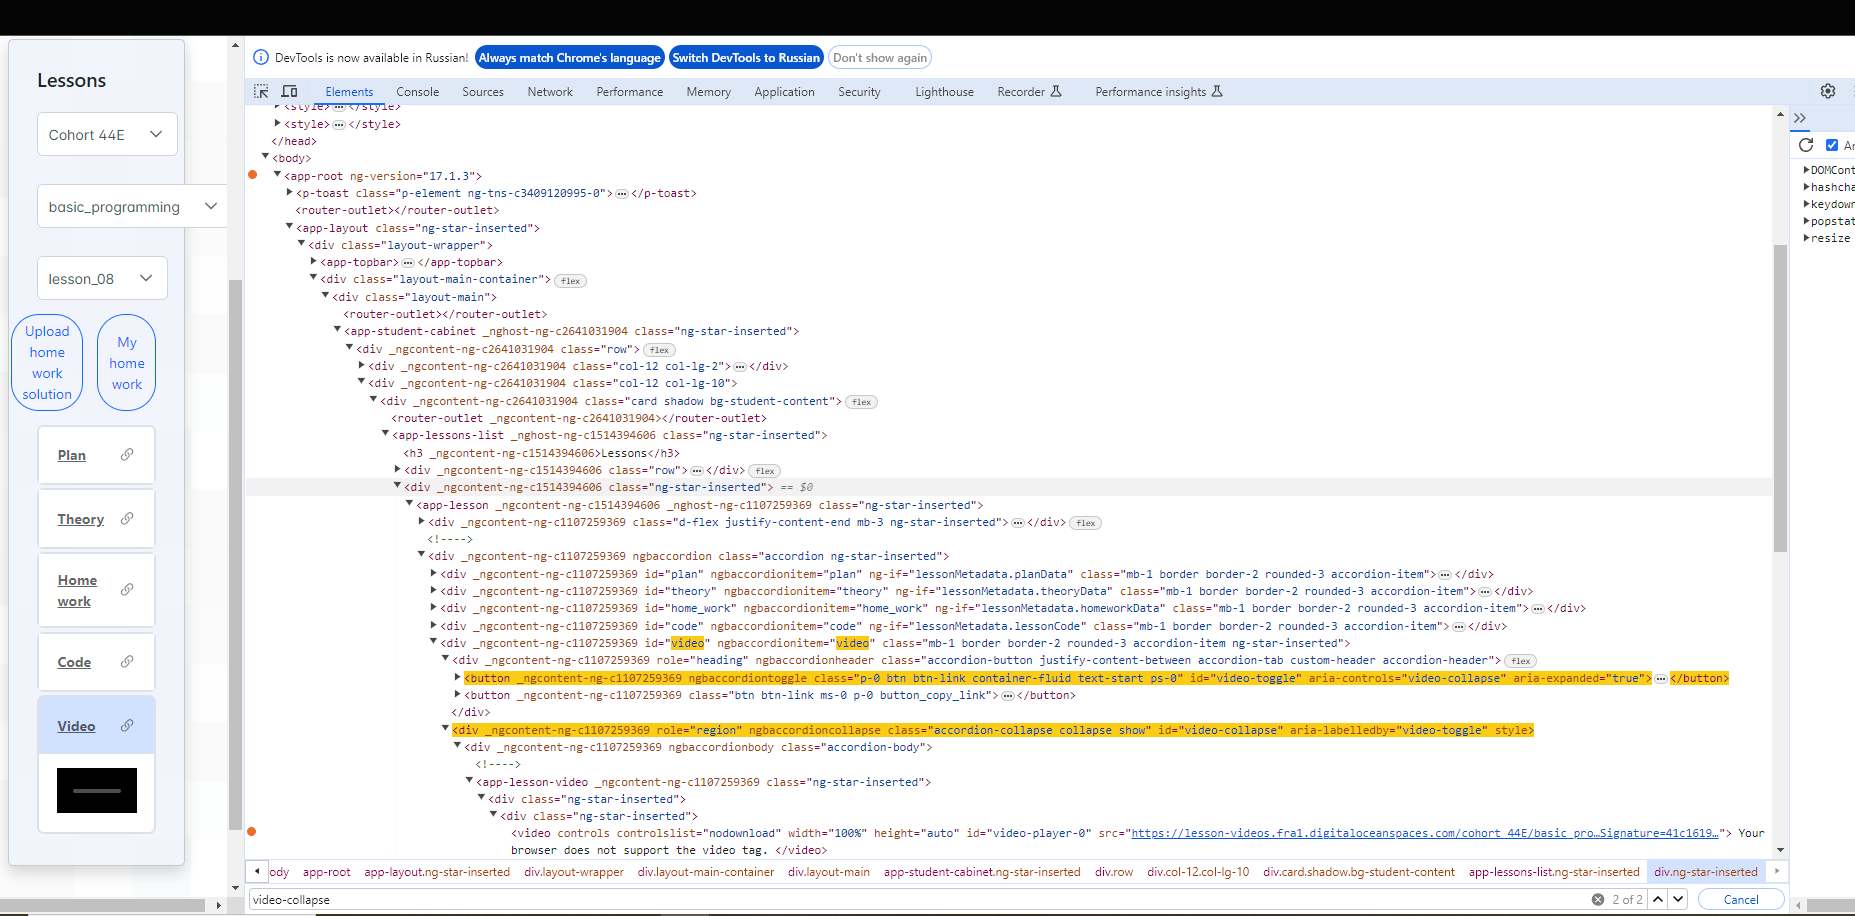 Lessons
Cohort 44E
basic_programming
lesson_08
Upload home work solution
My home work
Plan
Theory
Home work
Code
Video
DevTools is now available in Russian! Always match Chrome's language Switch DevTools to Russian Don't show again
Elements Console Sources Network Performance Memory Application Security Lighthouse Recorder Performance insights
<style>…</style>
<style>…</style>
</head>
<body>
<app-root ng-version="17.1.3">
<p-toast class="p-element ng-tns-c3409120995-0">…</p-toast>
<router-outlet></router-outlet>
<app-layout class="ng-star-inserted">
<div class="layout-wrapper">
<app-topbar>…</app-topbar>
<div class="layout-main-container"> flex
<div class="layout-main">
<router-outlet></router-outlet>
<app-student-cabinet _nghost-ng-c2641031904 class="ng-star-inserted">
<div _ngcontent-ng-c2641031904 class="row"> flex
<div _ngcontent-ng-c2641031904 class="col-12 col-lg-2">…</div>
<div _ngcontent-ng-c2641031904 class="col-12 col-lg-10">
<div _ngcontent-ng-c2641031904 class="card shadow bg-student-content"> flex
<router-outlet _ngcontent-ng-c2641031904></router-outlet>
<app-lessons-list _nghost-ng-c1514394606 class="ng-star-inserted">
<h3 _ngcontent-ng-c1514394606>Lessons</h3>
<div _ngcontent-ng-c1514394606 class="row">…</div> flex
<div _ngcontent-ng-c1514394606 class="ng-star-inserted"> == $0
<app-lesson _ngcontent-ng-c1514394606 _nghost-ng-c1107259369 class="ng-star-inserted">
<div _ngcontent-ng-c1107259369 class="d-flex justify-content-end mb-3 ng-star-inserted">…</div> flex
<!---->
<div _ngcontent-ng-c1107259369 ngbaccordion class="accordion ng-star-inserted">
<div _ngcontent-ng-c1107259369 id="plan" ngbaccordionitem="plan" ng-if="lessonMetadata.planData" class="mb-1 border border-2 rounded-3 accordion-item">…</div>
<div _ngcontent-ng-c1107259369 id="theory" ngbaccordionitem="theory" ng-if="lessonMetadata.theoryData" class="mb-1 border border-2 rounded-3 accordion-item">…</div>
<div _ngcontent-ng-c1107259369 id="home_work" ngbaccordionitem="home_work" ng-if="lessonMetadata.homeworkData" class="mb-1 border border-2 rounded-3 accordion-item">…</div>
<div _ngcontent-ng-c1107259369 id="code" ngbaccordionitem="code" ng-if="lessonMetadata.lessonCode" class="mb-1 border border-2 rounded-3 accordion-item">…</div>
<div _ngcontent-ng-c1107259369 id="video" ngbaccordionitem="video" class="mb-1 border border-2 rounded-3 accordion-item ng-star-inserted">
<div _ngcontent-ng-c1107259369 role="heading" ngbaccordionheader class="accordion-button justify-content-between accordion-tab custom-header accordion-header"> flex
<button _ngcontent-ng-c1107259369 ngbaccordiontoggle class="p-0 btn btn-link container-fluid text-start ps-0" id="video-toggle" aria-controls="video-collapse" aria-expanded="true">…</button>
<button _ngcontent-ng-c1107259369 class="btn btn-link ms-0 p-0 button_copy_link">…</button>
</div>
<div _ngcontent-ng-c1107259369 role="region" ngbaccordioncollapse class="accordion-collapse collapse show" id="video-collapse" aria-labelledby="video-toggle" style>
<div _ngcontent-ng-c1107259369 ngbaccordionbody class="accordion-body">
<!---->
<app-lesson-video _ngcontent-ng-c1107259369 class="ng-star-inserted">
<div class="ng-star-inserted">
<div class="ng-star-inserted">
<video controls controlslist="nodownload" width="100%" height="auto" id="video-player-0" src="https://lesson-videos.fra1.digitaloceanspaces.com/cohort_44E/basic_pro…Signature=41c1619…"> Your
browser does not support the video tag. </video>
ody app-root app-layout.ng-star-inserted div.layout-wrapper div.layout-main-container div.layout-main app-student-cabinet.ng-star-inserted div.row div.col-12.col-lg-10 div.card.shadow.bg-student-content app-lessons-list.ng-star-inserted div.ng-star-inserted
video-collapse 2 of 2 Cancel
An
DOMCont
hashcha
keydown
popstat
resize